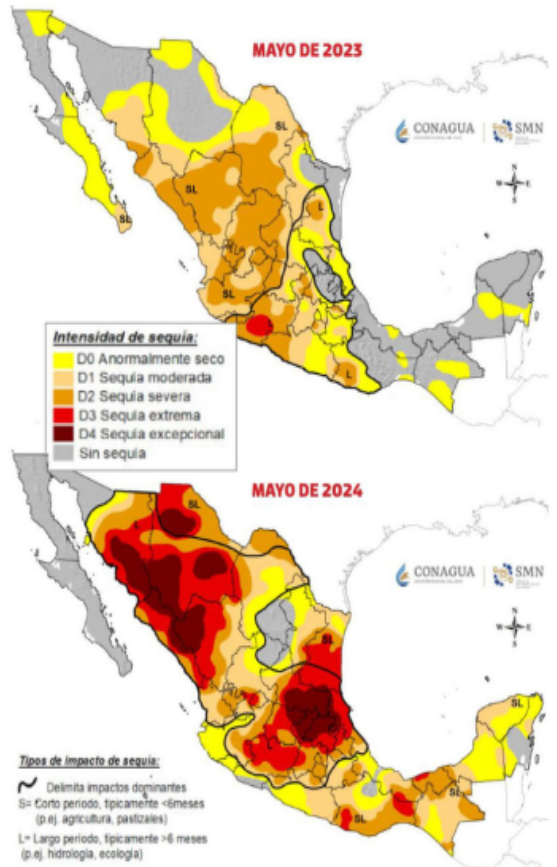 MAYO DE 2023
CONAGUA
SMN
SL
SL
SL
L
SL
L
L
Intensidad de sequía:
D0 Anormalmente seco
D1 Sequía moderada
D2 Sequía severa
D3 Sequía extrema
D4 Sequía excepcional
Sin sequía
MAYO DE 2024
SL
L
CONAGUA
SMN
N
W
E
S
SL
SL
SL
SL
Tipos de impacto de sequía:
Delimita impactos dominantes
S= Corto periodo, típicamente <6meses
(p.ej. agricultura, pastizales)
L= Largo periodo, típicamente >6 meses
(p.ej. hidrología, ecología)